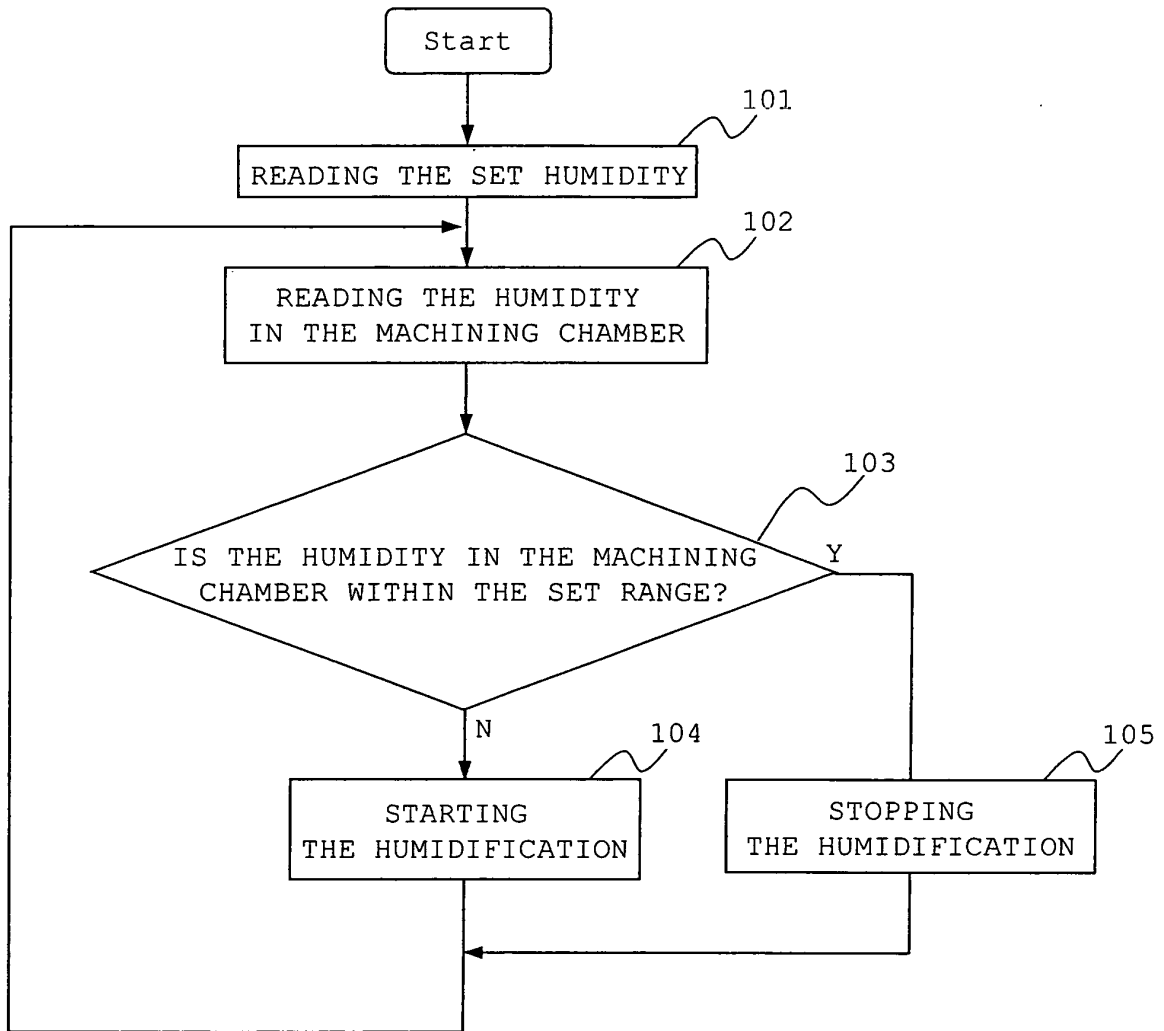 Start
101
READING THE SET HUMIDITY
102
READING THE HUMIDITY
IN THE MACHINING CHAMBER
103
IS THE HUMIDITY IN THE MACHINING
CHAMBER WITHIN THE SET RANGE?
Y
N
104
STARTING
THE HUMIDIFICATION
105
STOPPING
THE HUMIDIFICATION